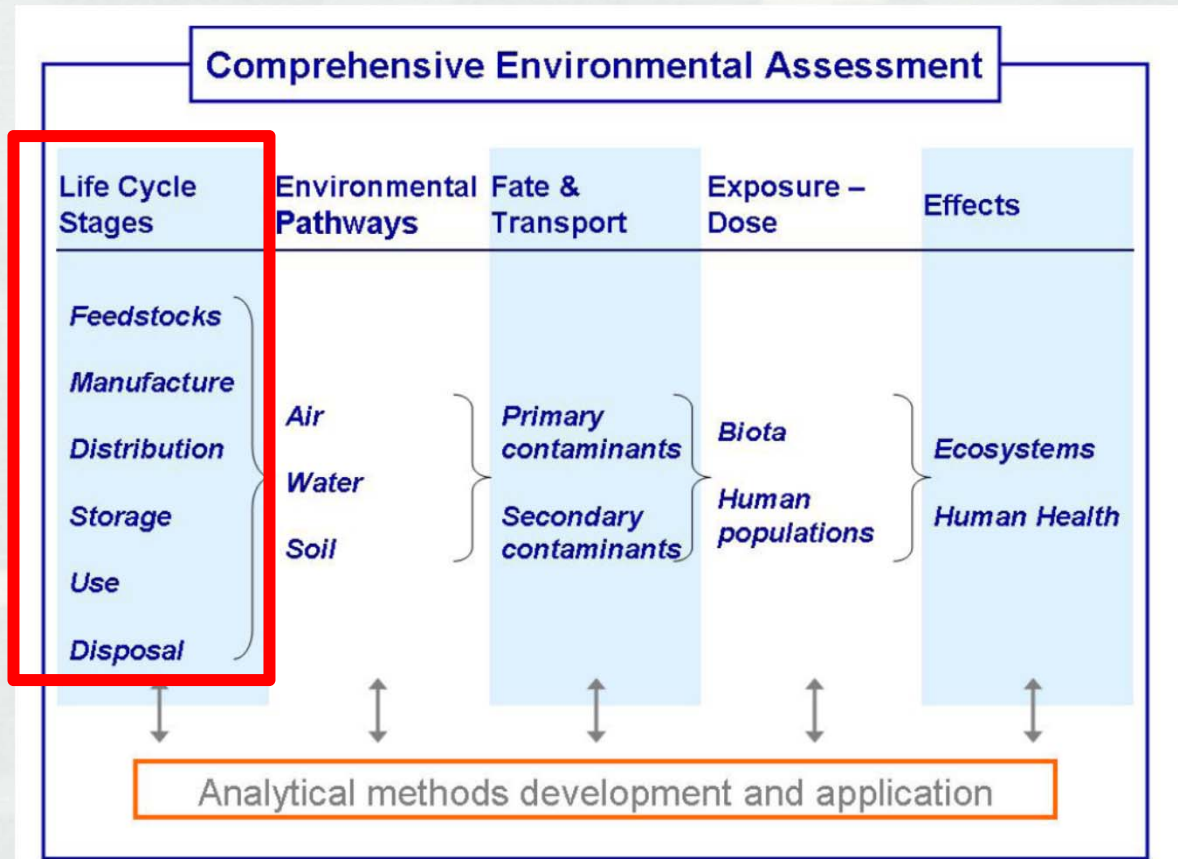 Comprehensive Environmental Assessment
Life Cycle
Stages
Environmental
Pathways
Fate &
Transport
Exposure –
Dose
Effects
Feedstocks
Manufacture
Distribution
Storage
Use
Disposal
Air
Water
Soil
Primary
contaminants
Secondary
contaminants
Biota
Human
populations
Ecosystems
Human Health
Analytical methods development and application